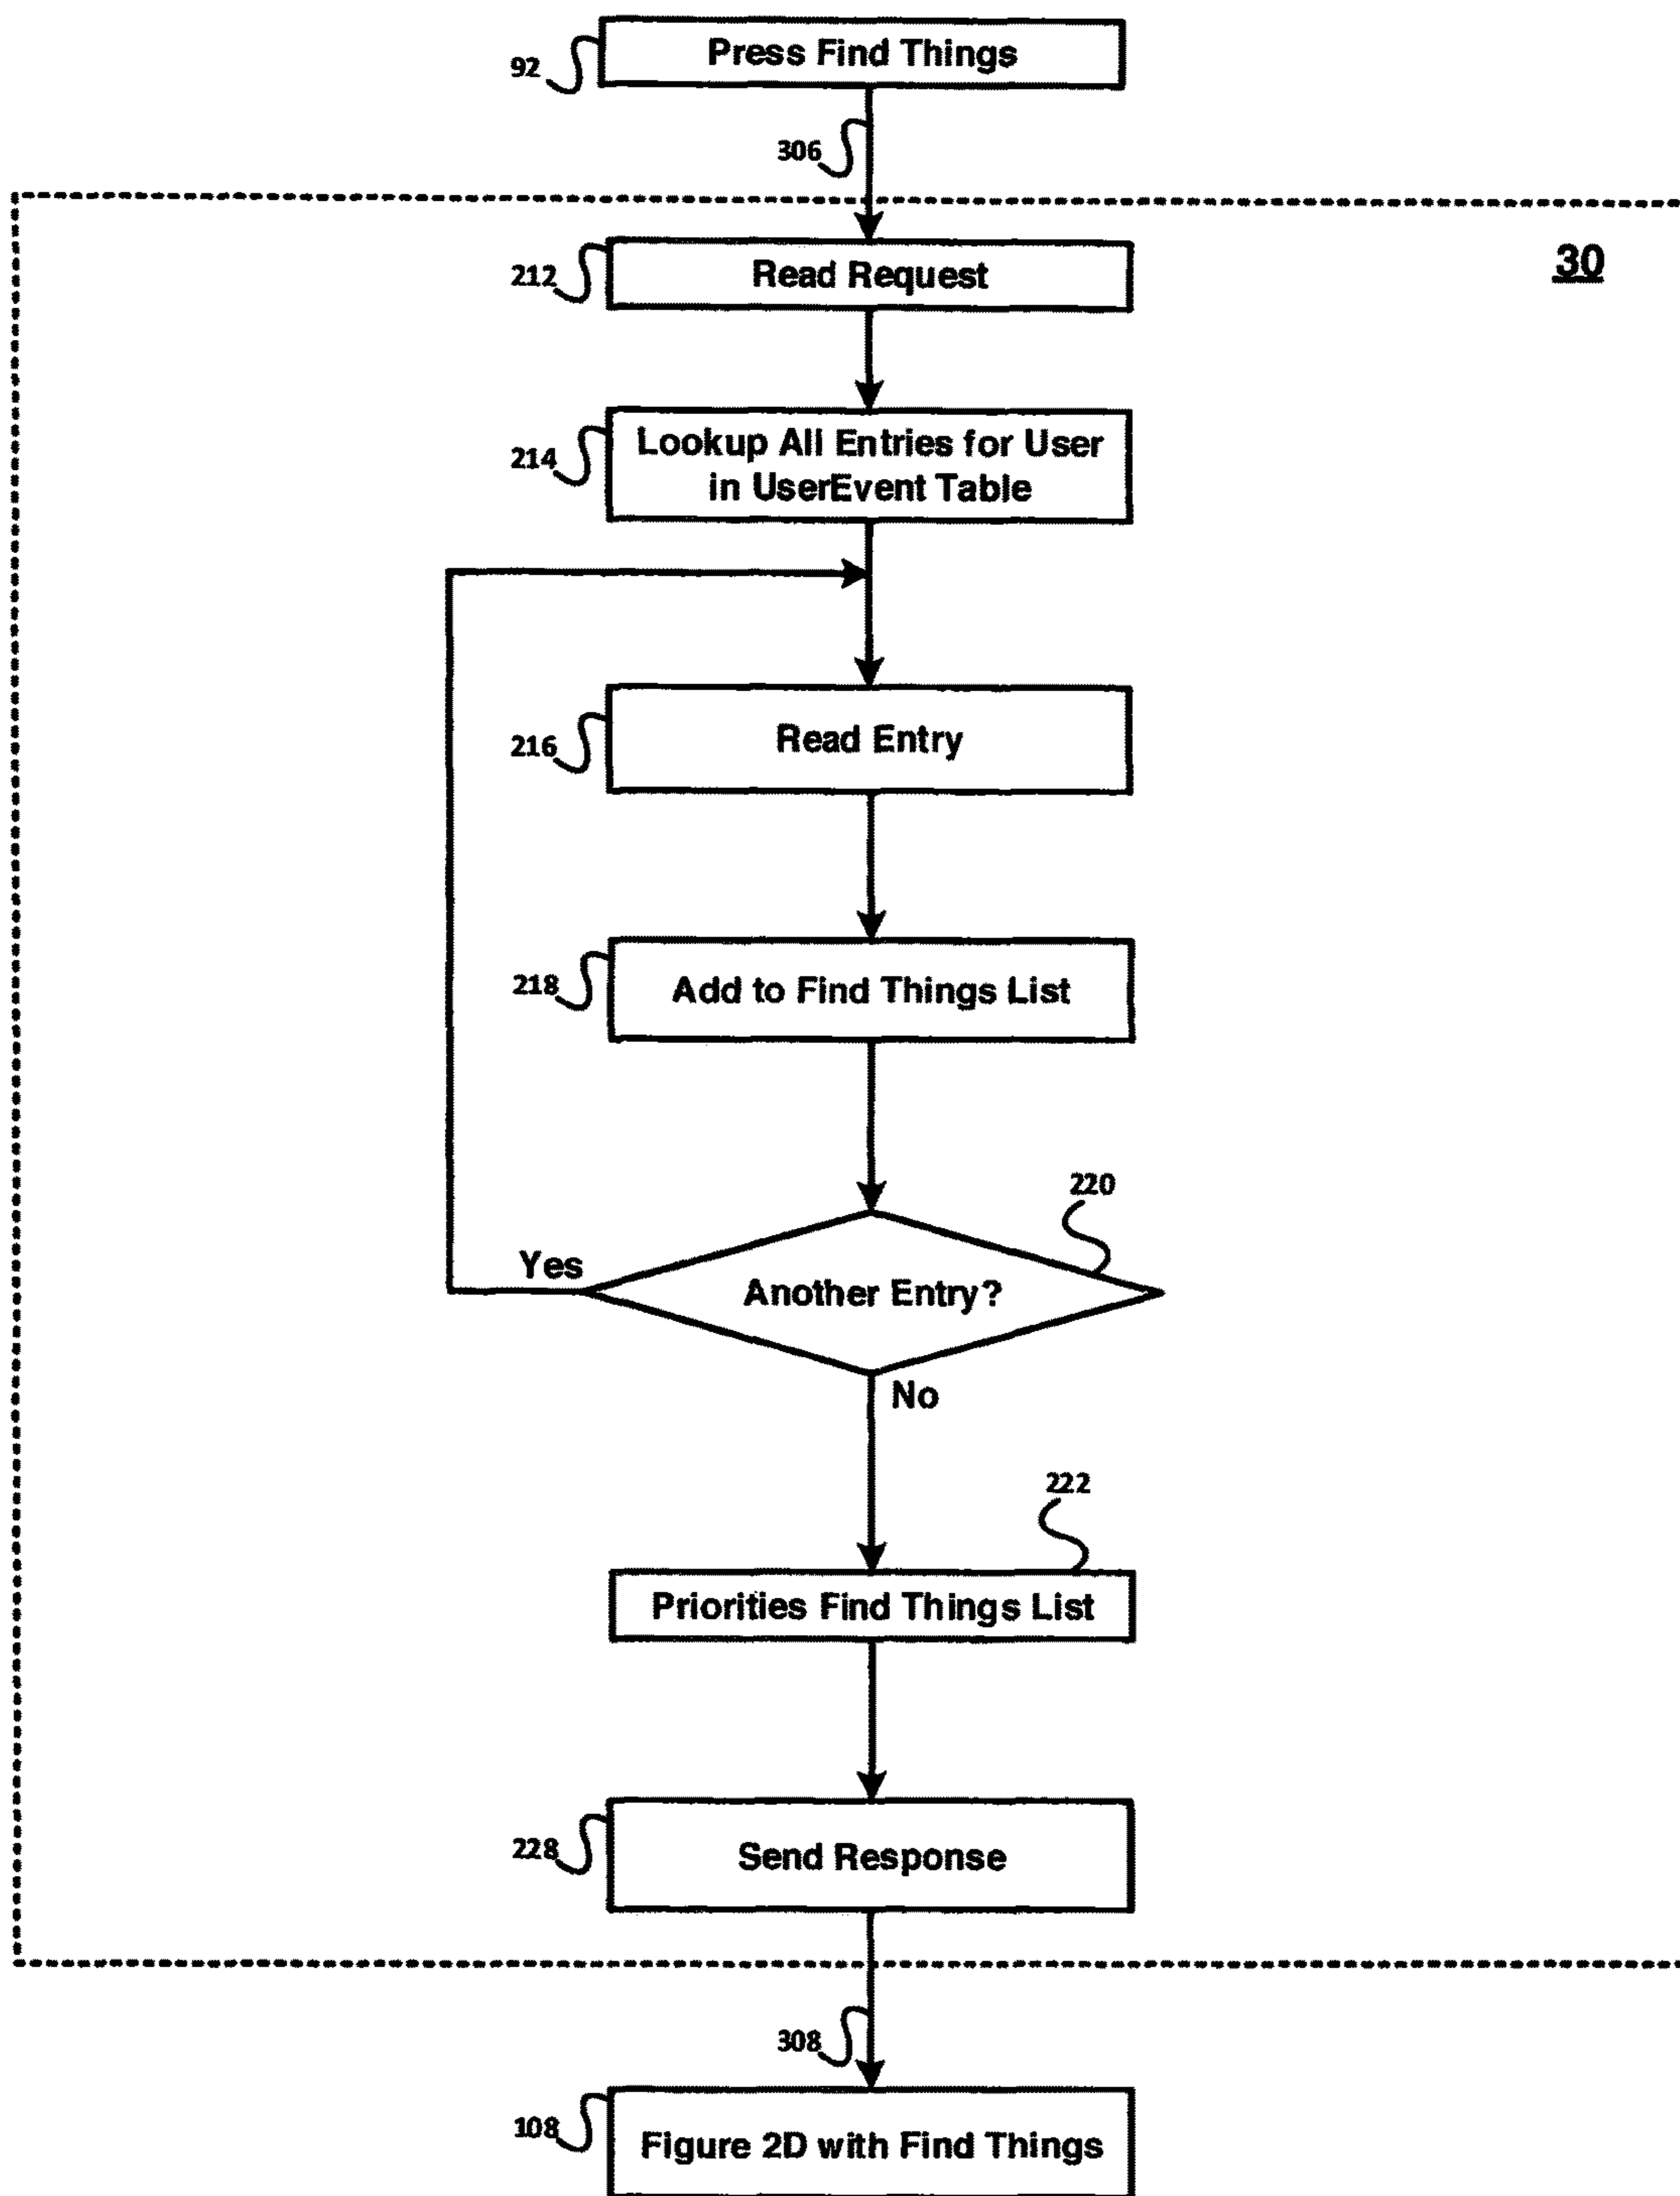 Press Find Things
92
306
30
Read Request
212
Lookup All Entries for User
in UserEvent Table
214
Read Entry
216
Add to Find Things List
218
220
Yes
Another Entry?
No
222
Priorities Find Things List
Send Response
228
308
108
Figure 2D with Find Things